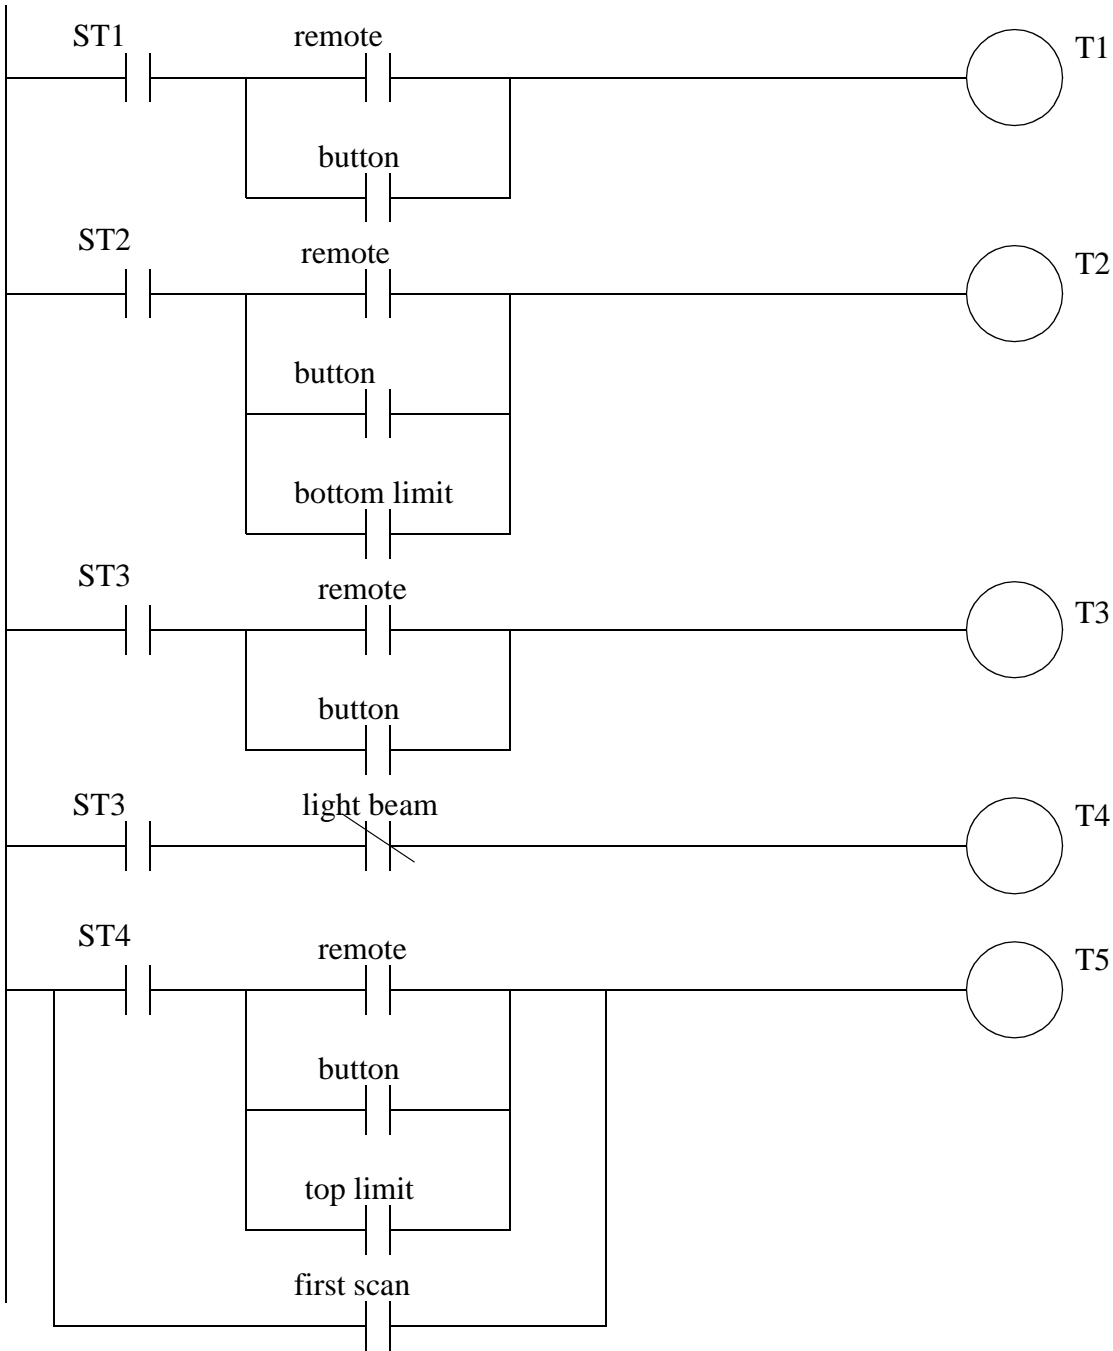 ST1
remote
T1
button
ST2
remote
T2
button
bottom limit
ST3
remote
T3
button
ST3
light beam
T4
ST4
remote
T5
button
top limit
first scan